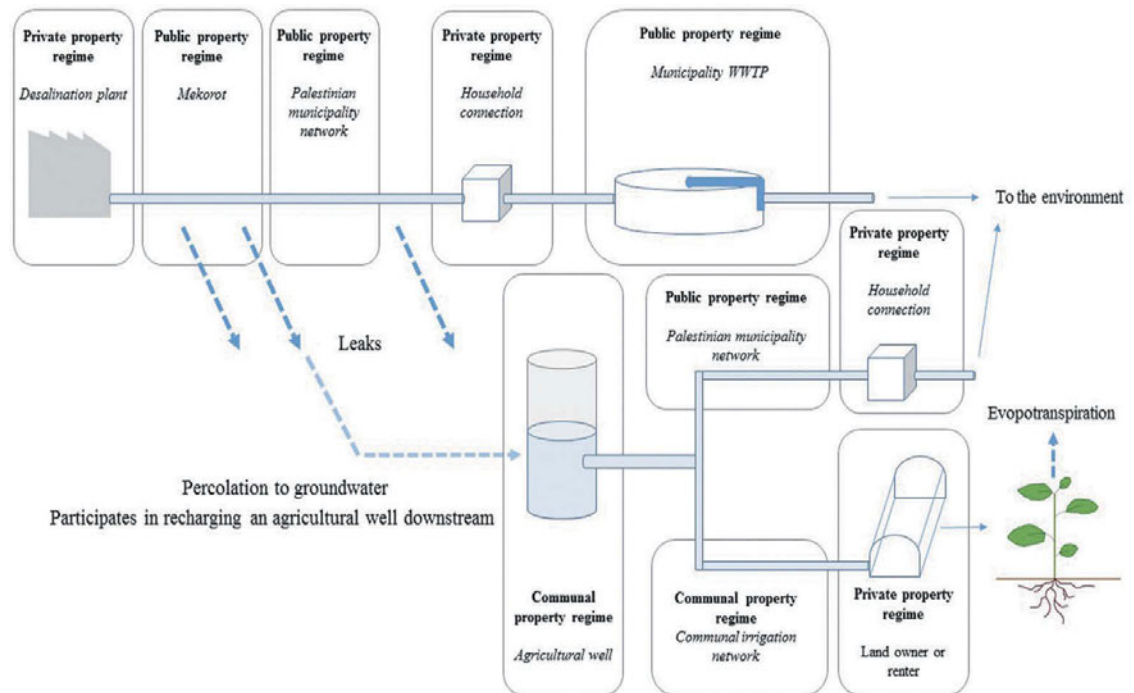 Private property
regime
Desalination plant
Public property
regime
Mekorot
Public property
regime
Palestinian
municipality
network
Private property
regime
Household
connection
Public property regime
Municipality WWTP
To the environment
Leaks
Private property
regime
Household
connection
Public property regime
Palestinian municipality
network
Evopotranspiration
Percolation to groundwater
Participates in recharging an agricultural well downstream
Communal
property regime
Agricultural well
Communal property
regime
Communal irrigation
network
Private property
regime
Land owner or
renter